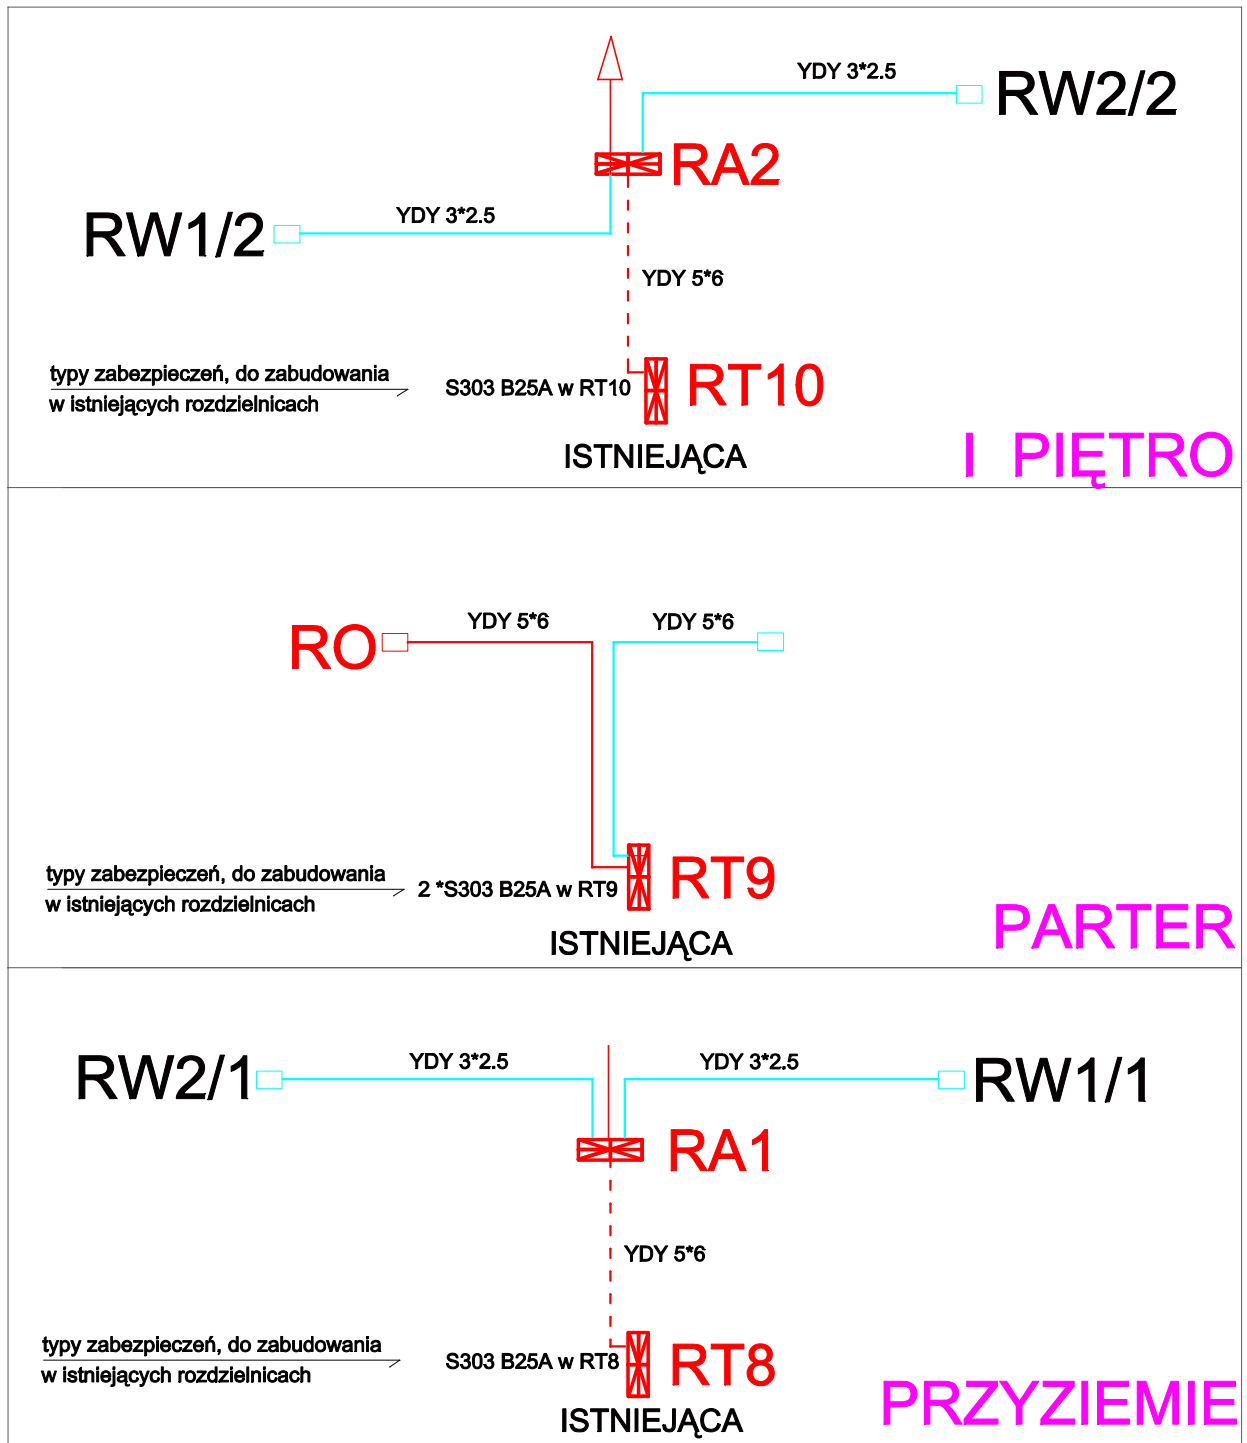 YDY 3*2.5
RW2/2
RA2
RW1/2
YDY 3*2.5
YDY 5*6
typy zabezpieczeń, do zabudowania
w istniejących rozdzielnicach
S303 B25A w RT10
RT10
ISTNIEJĄCA
I PIĘTRO
RO
YDY 5*6
YDY 5*6
typy zabezpieczeń, do zabudowania
w istniejących rozdzielnicach
2 *S303 B25A w RT9
RT9
ISTNIEJĄCA
PARTER
RW2/1
YDY 3*2.5
YDY 3*2.5
RW1/1
RA1
YDY 5*6
typy zabezpieczeń, do zabudowania
w istniejących rozdzielnicach
S303 B25A w RT8
RT8
ISTNIEJĄCA
PRZYZIEMIE